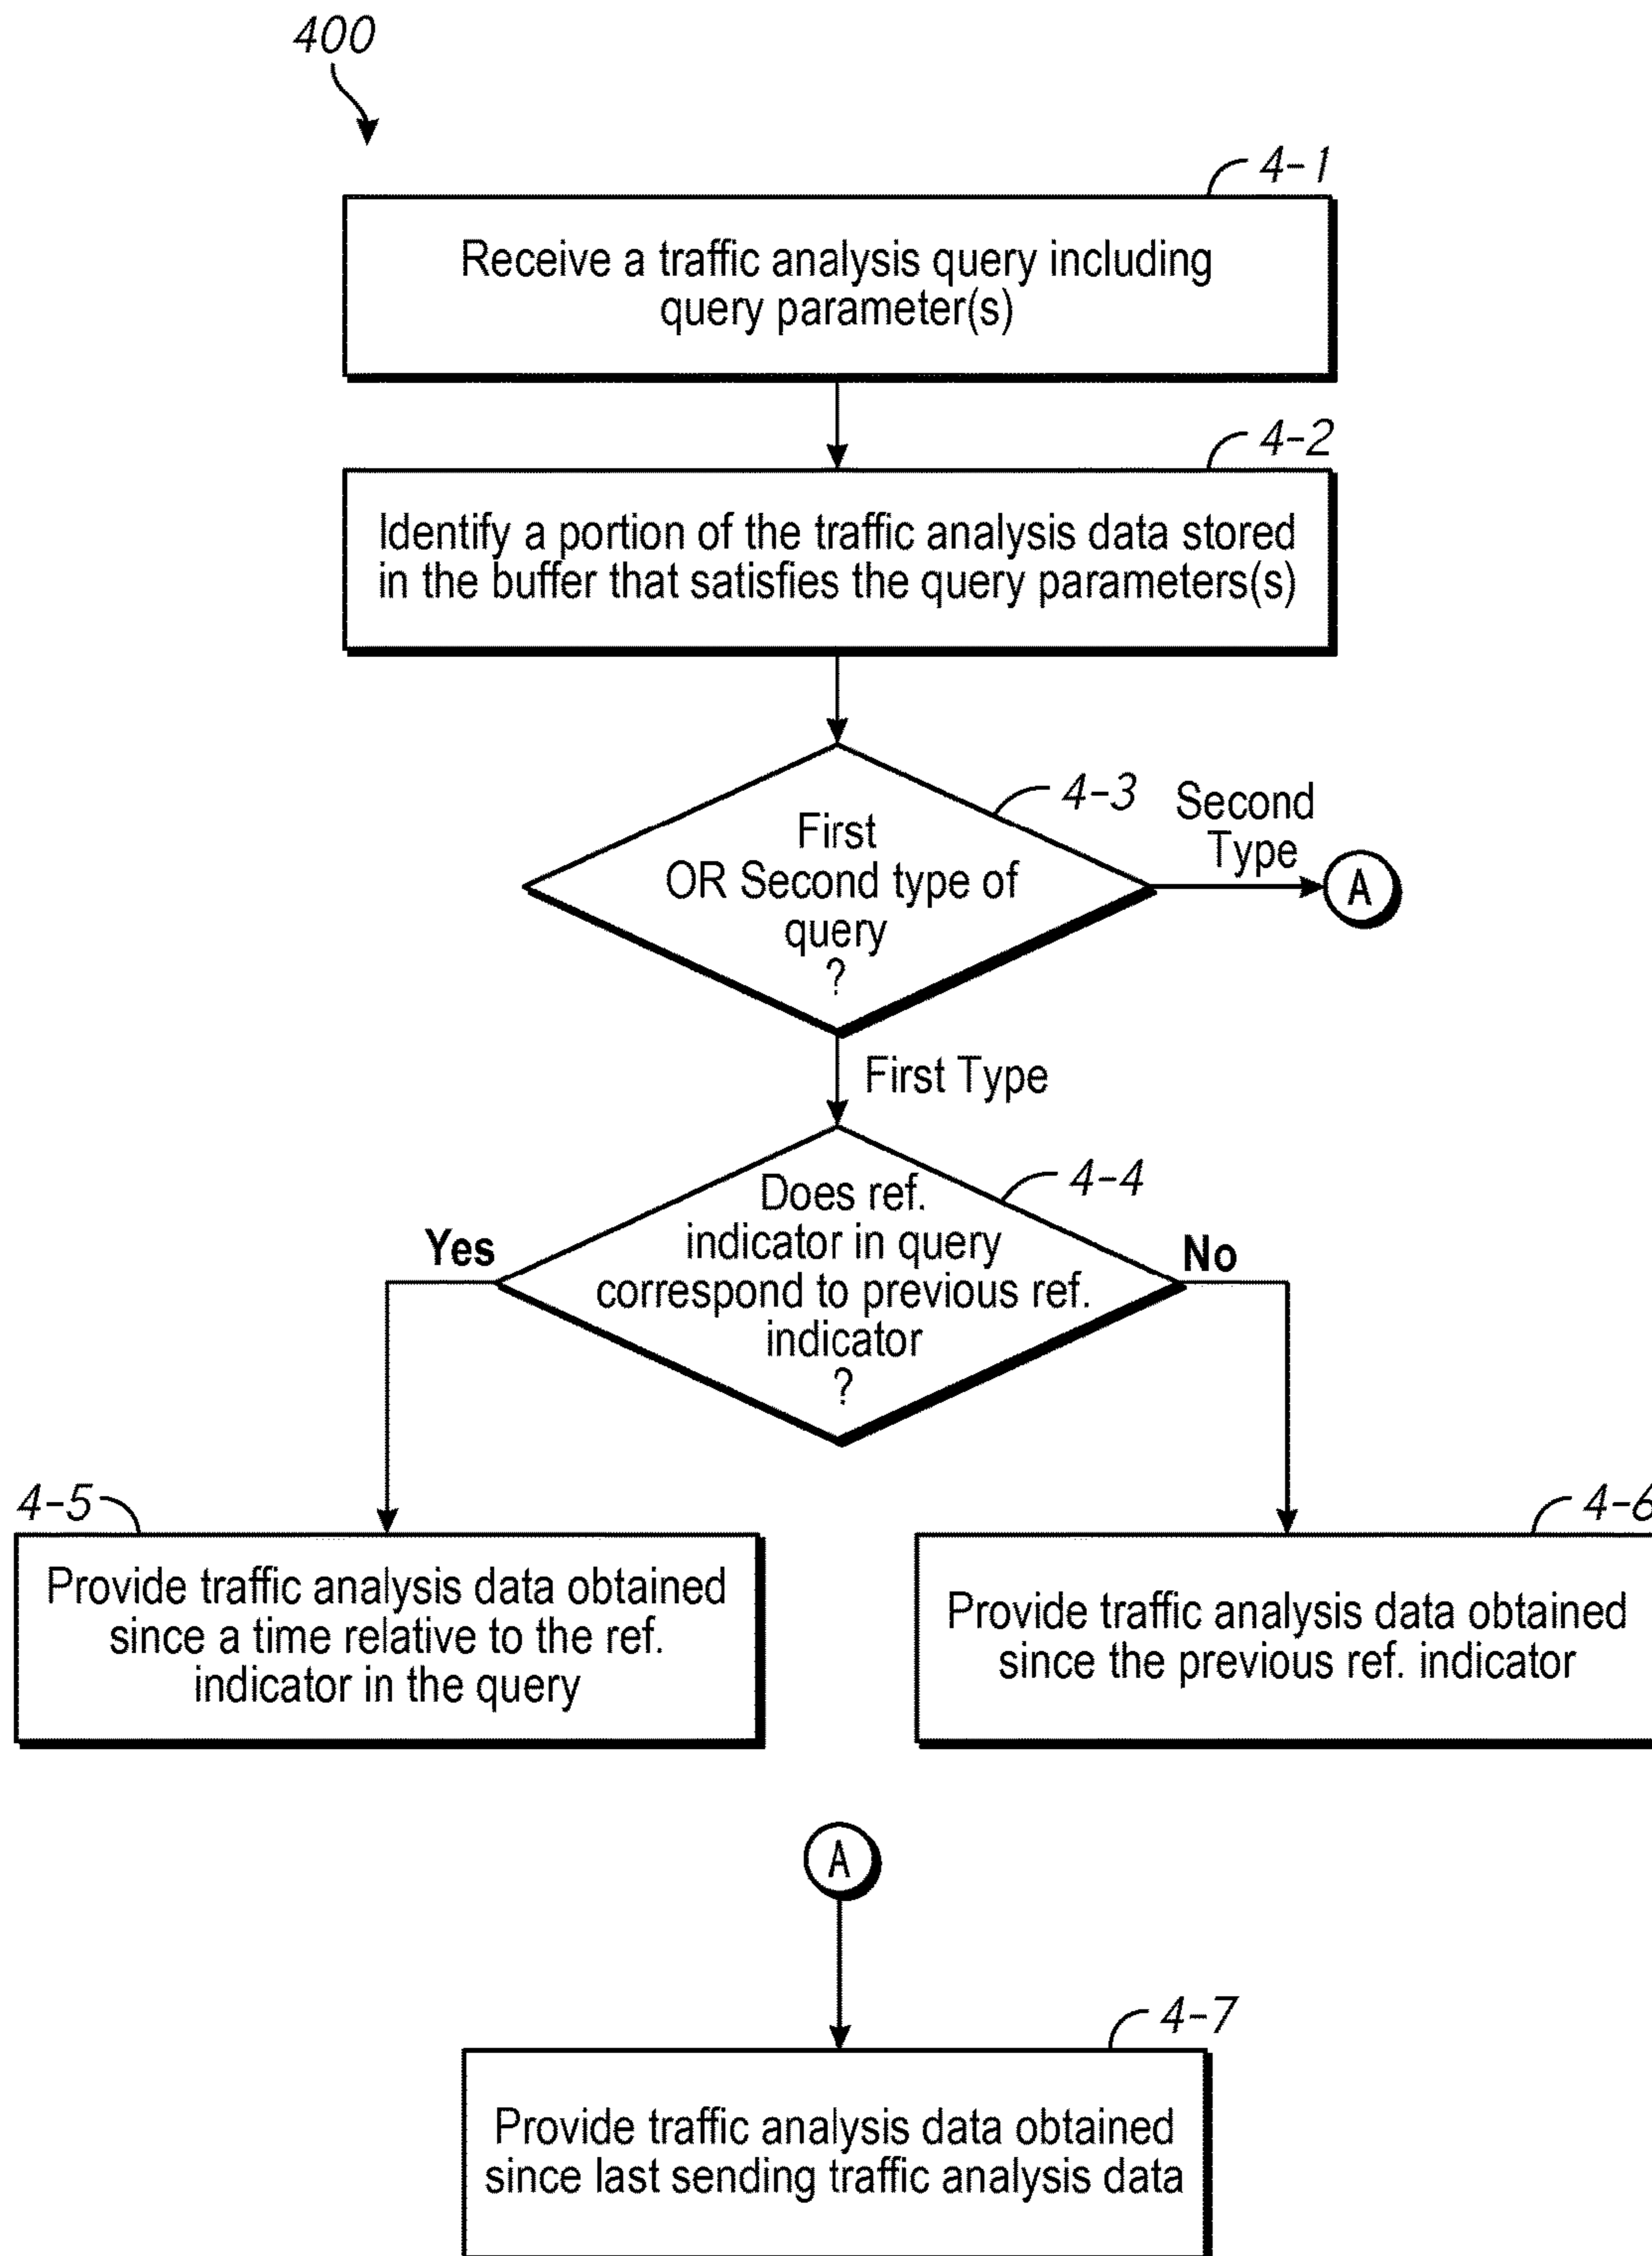 400
4-1
Receive a traffic analysis query including
query parameter(s)
4-2
Identify a portion of the traffic analysis data stored
in the buffer that satisfies the query parameters(s)
4-3
Second
Type
First
OR Second type of
query
?
A
First Type
4-4
Does ref.
indicator in query
correspond to previous ref.
indicator
?
Yes
No
4-5
Provide traffic analysis data obtained
since a time relative to the ref.
indicator in the query
4-6
Provide traffic analysis data obtained
since the previous ref. indicator
A
4-7
Provide traffic analysis data obtained
since last sending traffic analysis data